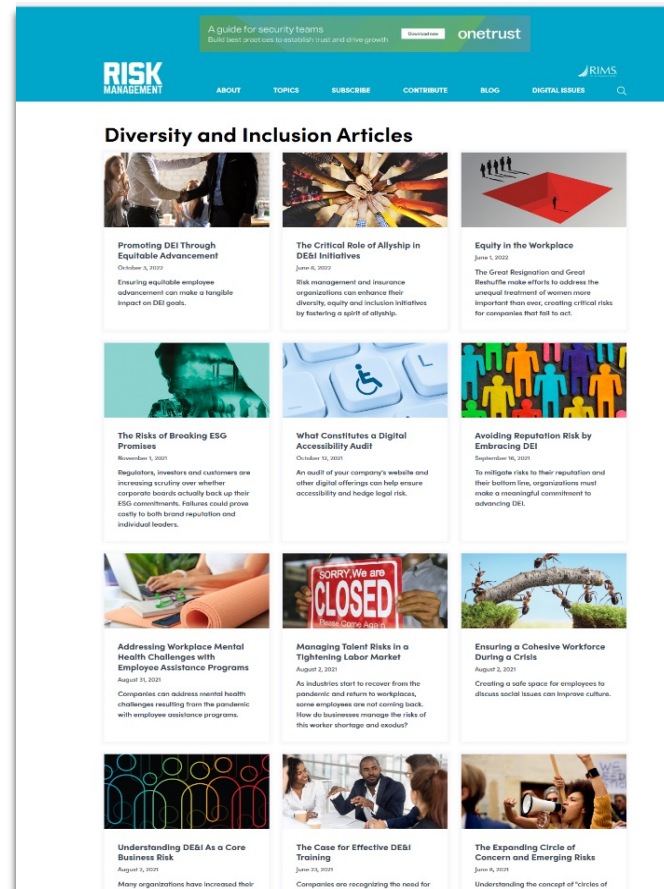 A guide for security teams
Build best practices to establish trust and drive growth
Download now
onetrust
RISK
MANAGEMENT
RIMS
ABOUT
TOPICS
SUBSCRIBE
CONTRIBUTE
BLOG
DIGITAL ISSUES
Diversity and Inclusion Articles
Promoting DEI Through
Equitable Advancement
October 3, 2022
Ensuring equitable employee
advancement can make a tangible
impact on DEI goals.
The Critical Role of Allyship in
DE&I Initiatives
June 6, 2022
Risk management and insurance
organizations can enhance their
diversity, equity and inclusion initiatives
by fostering a spirit of allyship.
Equity in the Workplace
June 1, 2022
The Great Resignation and Great
Reshuffle make efforts to address the
unequal treatment of women more
important than ever, creating critical risks
for companies that fail to act.
The Risks of Breaking ESG
Promises
November 1, 2021
Regulators, investors and customers are
increasing scrutiny over whether
corporate boards actually back up their
ESG commitments. Failures could prove
costly to both brand reputation and
individual leaders.
L
What Constitutes a Digital
Accessibility Audit
October 12, 2021
An audit of your company's website and
other digital offerings can help ensure
accessibility and hedge legal risk.
Avoiding Reputation Risk by
Embracing DEI
September 16, 2021
To mitigate risks to their reputation and
their bottom line, organizations must
make a meaningful commitment to
advancing DEI.
Addressing Workplace Mental
Health Challenges with
Employee Assistance Programs
August 31, 2021
Companies can address mental health
challenges resulting from the pandemic
with employee assistance programs.
SORRY, We are
CLOSED
Please Come Again
Managing Talent Risks in a
Tightening Labor Market
August 2, 2021
As industries start to recover from the
pandemic and return to workplaces,
some employees are not coming back.
How do businesses manage the risks of
this worker shortage and exodus?
Ensuring a Cohesive Workforce
During a Crisis
August 2, 2021
Creating a safe space for employees to
discuss social issues can improve culture.
Understanding DE&I As a Core
Business Risk
August 2, 2021
Many organizations have increased their
The Case for Effective DE&I
Training
June 23, 2021
Companies are recognizing the need for
WE
The Expanding Circle of
Concern and Emerging Risks
June 8, 2021
Understanding the concept of "circles of